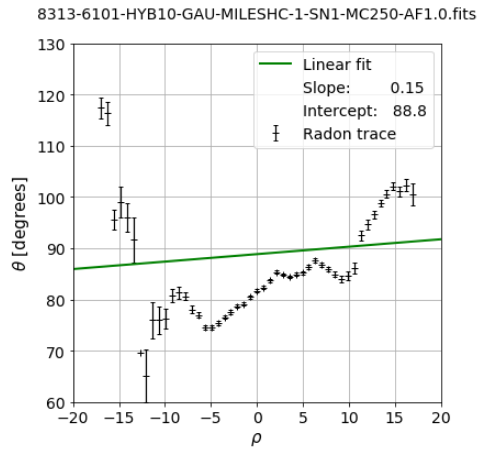 8313-6101-HYB10-GAU-MILESHC-1-SN1-MC250-AF1.0.fits
130
120
110
100
90
80
70
60
θ [degrees]
Linear fit
Slope: 0.15
Intercept: 88.8
Radon trace
−20 −15 −10 −5 0 5 10 15 20
ρ